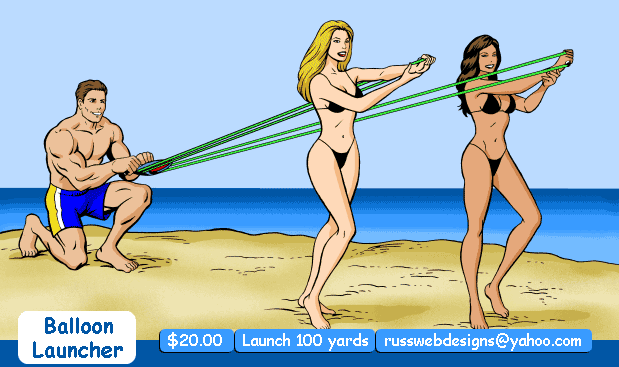 Balloon
Launcher
$20.00
Launch 100 yards
russwebdesigns@yahoo.com